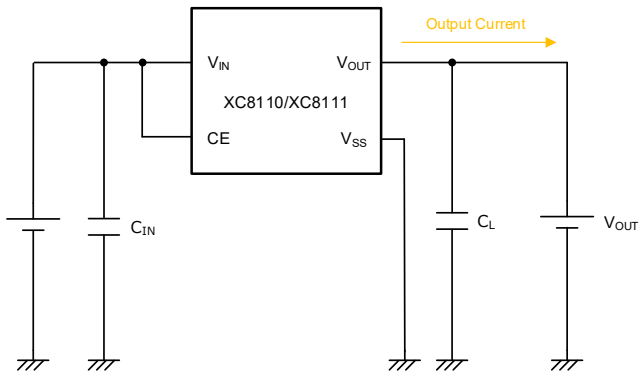 Output Current
VIN
VOUT
XC8110/XC8111
CE
VSS
CIN
CL
VOUT